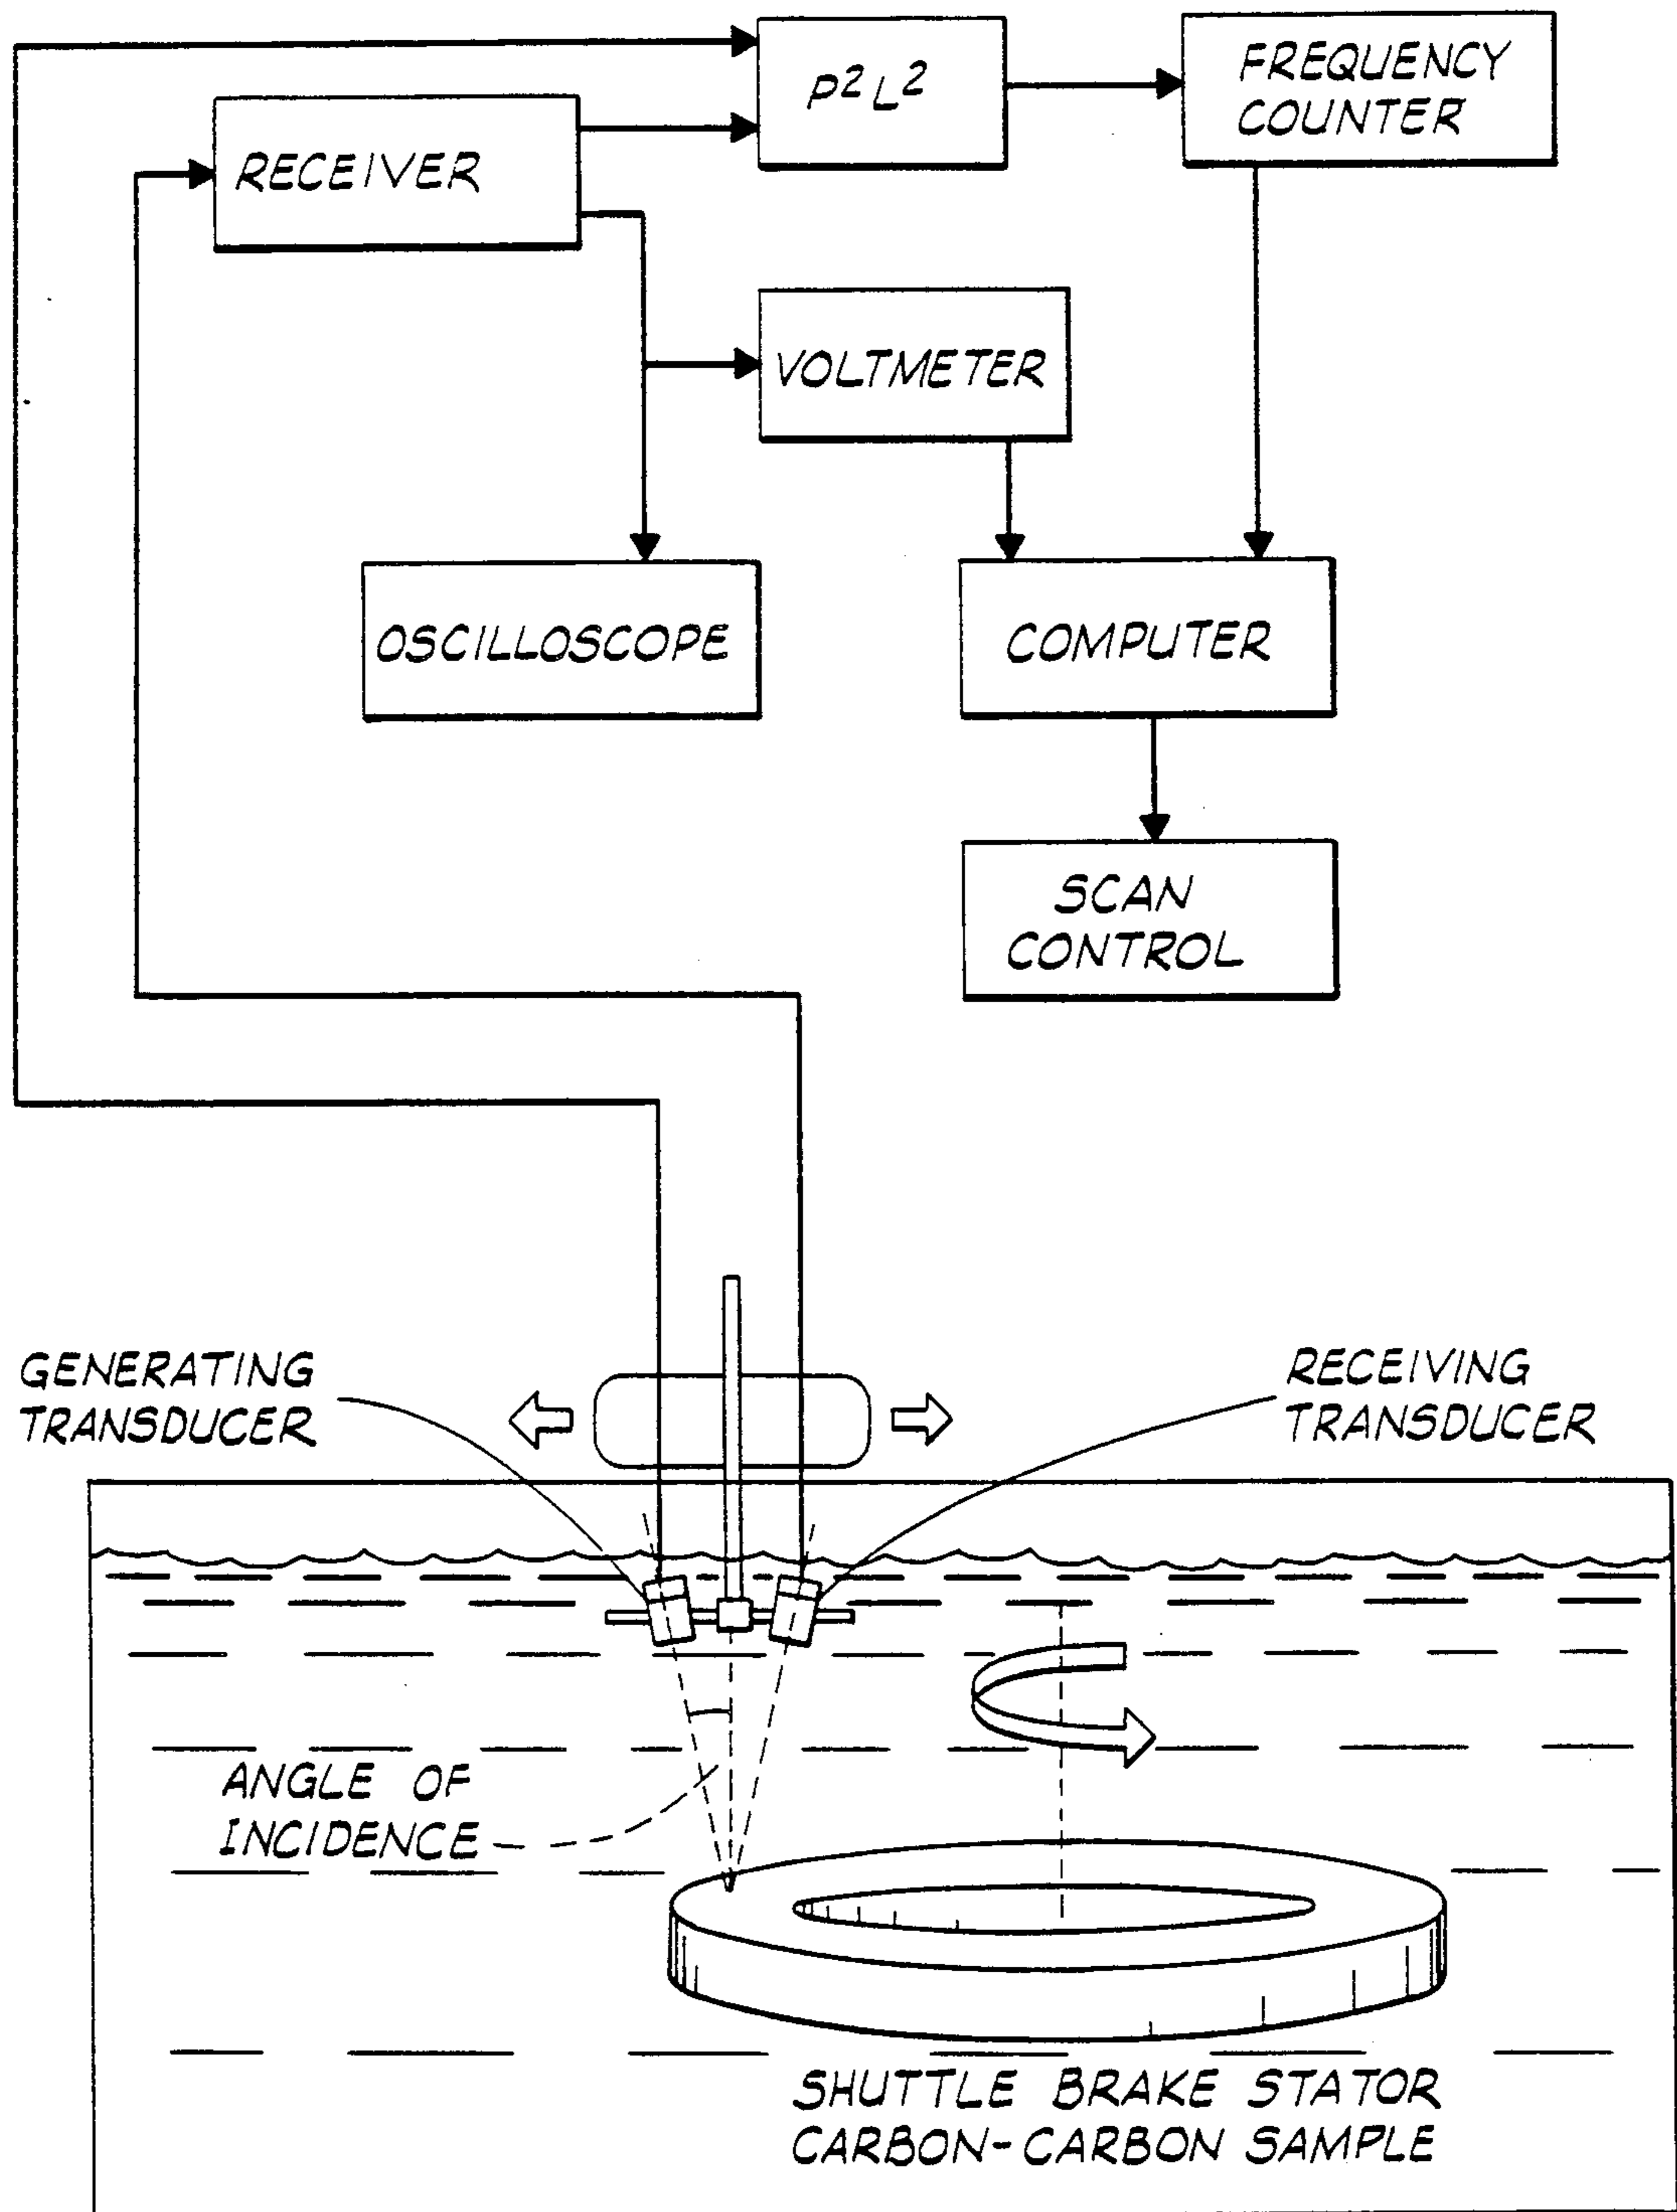 P²L²
FREQUENCY
COUNTER
RECEIVER
VOLTMETER
OSCILLOSCOPE
COMPUTER
SCAN
CONTROL
GENERATING
TRANSDUCER
RECEIVING
TRANSDUCER
ANGLE OF
INCIDENCE
SHUTTLE BRAKE STATOR
CARBON-CARBON SAMPLE